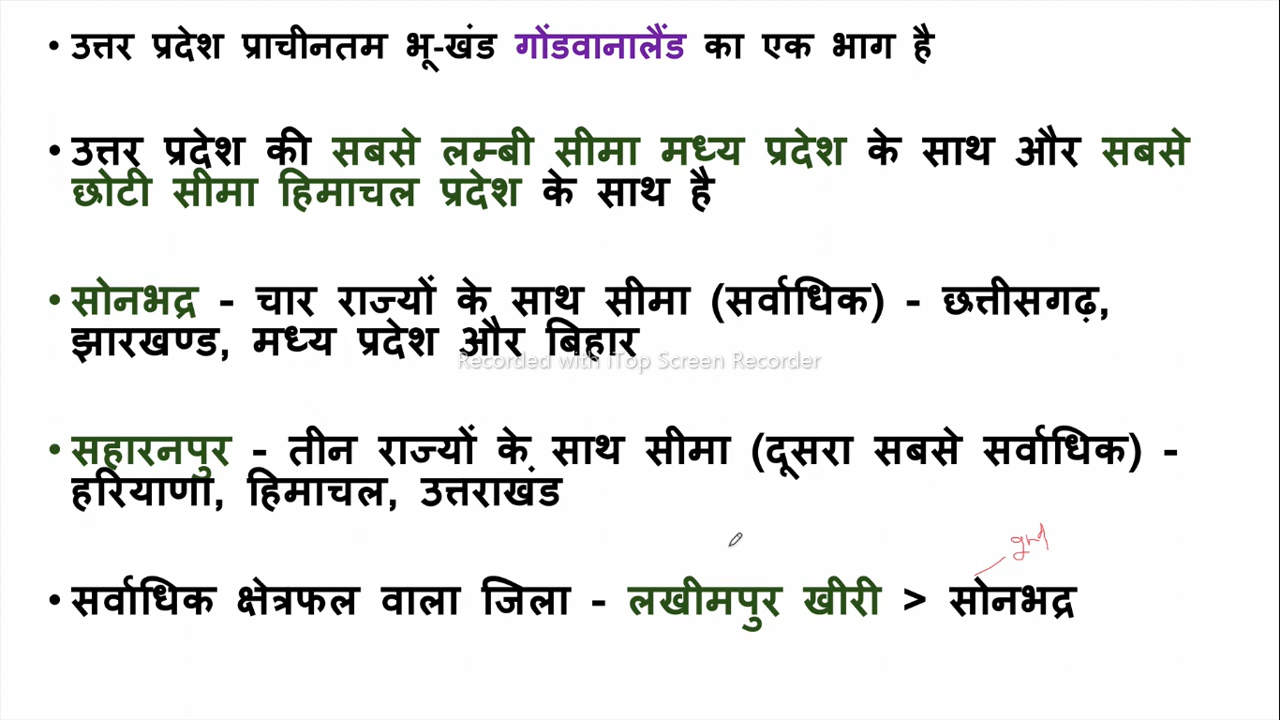 • उत्तर प्रदेश प्राचीनतम भू-खंड गोंडवानालैंड का एक भाग है
• उत्तर प्रदेश की सबसे लम्बी सीमा मध्य प्रदेश के साथ और सबसे
छोटी सीमा हिमाचल प्रदेश के साथ है
• सोनभद्र - चार राज्यों के साथ सीमा (सर्वाधिक) - छत्तीसगढ़,
झारखण्ड, मध्य प्रदेश और बिहार
Recorded with iTop Screen Recorder
• सहारनपुर - तीन राज्यों के साथ सीमा (दूसरा सबसे सर्वाधिक) -
हरियाणा, हिमाचल, उत्तराखंड
• सर्वाधिक क्षेत्रफल वाला जिला - लखीमपुर खीरी > सोनभद्र